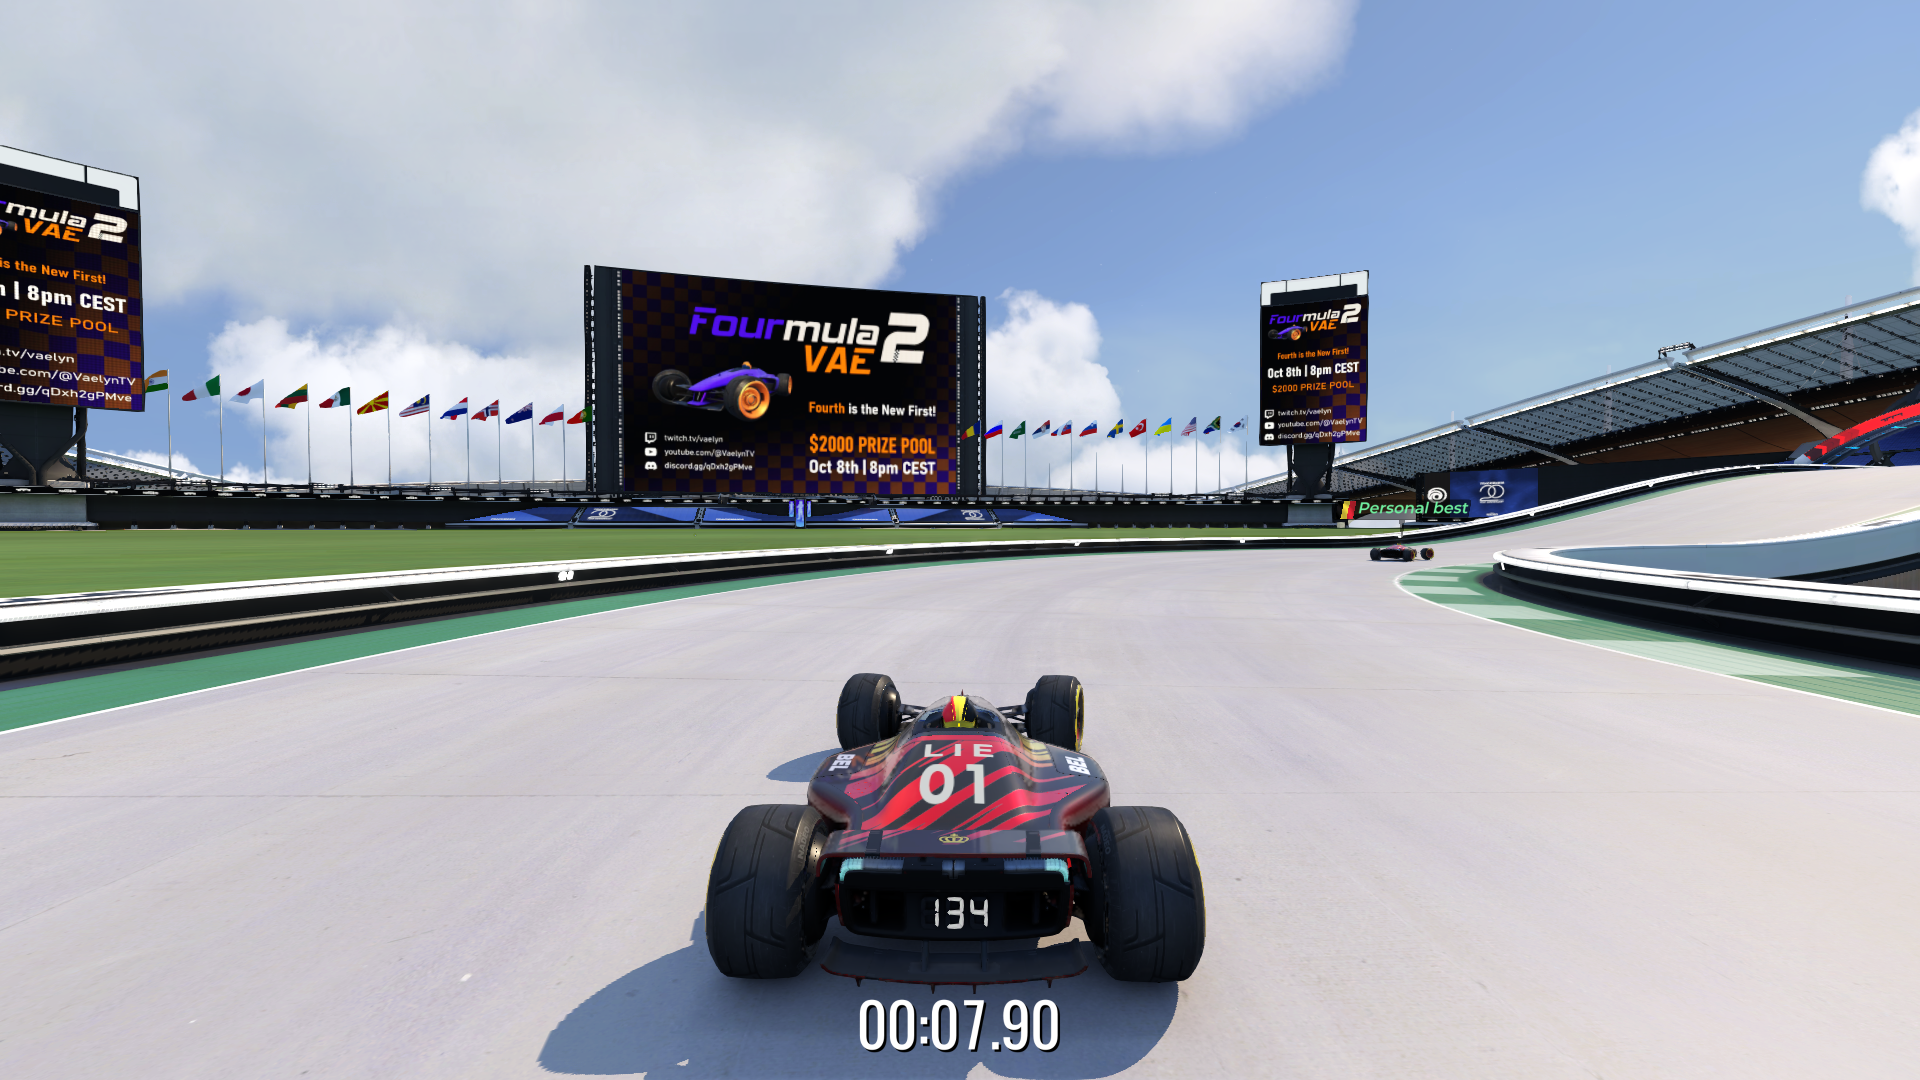 mula 2
VAE
is the New First!
| 8pm CEST
PRIZE POOL
.tv/vaelyn
be.com/@VaelynTV
rd.gg/qDxh2gPMve
Fourmula 2
VAE
Fourth is the New First!
$2000 PRIZE POOL
Oct 8th | 8pm CEST
twitch.tv/vaelyn
youtube.com/@VaelynTV
discord.gg/qDxh2gPMve
Fourmula 2
VAE
Fourth is the New First!
Oct 8th | 8pm CEST
$2000 PRIZE POOL
twitch.tv/vaelyn
youtube.com/@VaelynTV
discord.gg/qDxh2gPMve
Personal best
LIE
01
BEL
BEL
134
00:07.90